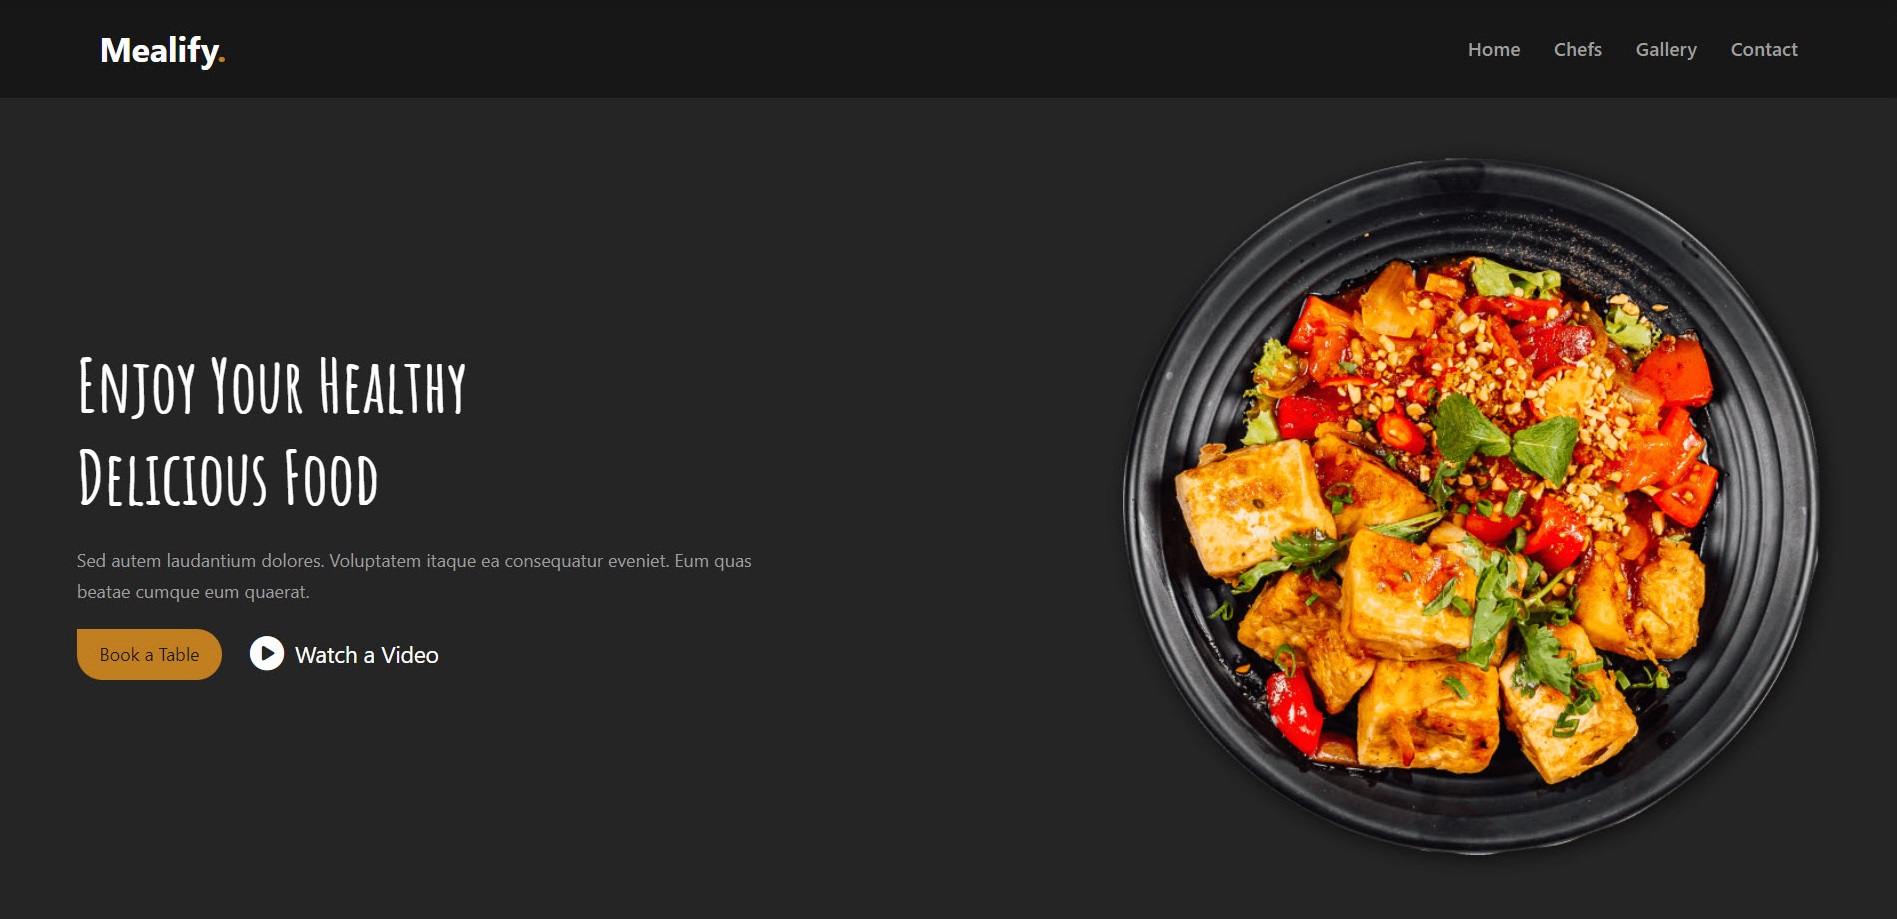 Mealify.
Home Chefs Gallery Contact
Enjoy Your Healthy
Delicious Food
Sed autem laudantium dolores. Voluptatem itaque ea consequatur eveniet. Eum quas
beatae cumque eum quaerat.
Book a Table
Watch a Video